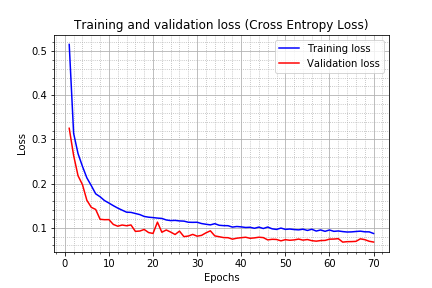 Training and validation loss (Cross Entropy Loss)
Training loss
Validation loss
0.5
0.4
0.3
0.2
0.1
Loss
0 10 20 30 40 50 60 70
Epochs